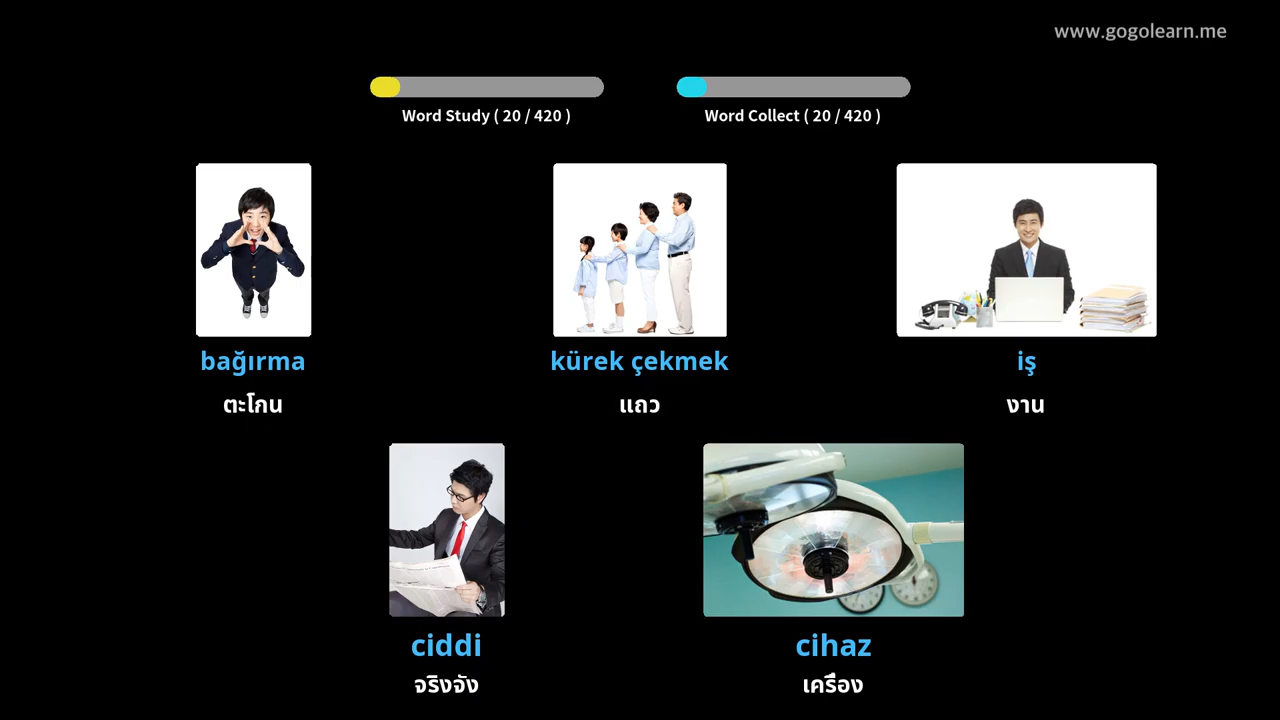 www.gogolearn.me
Word Study ( 20 / 420 )
Word Collect ( 20 / 420 )
bağırma
ตะโกน
kürek çekmek
แถว
iş
งาน
ciddi
จริงจัง
cihaz
เครื่อง